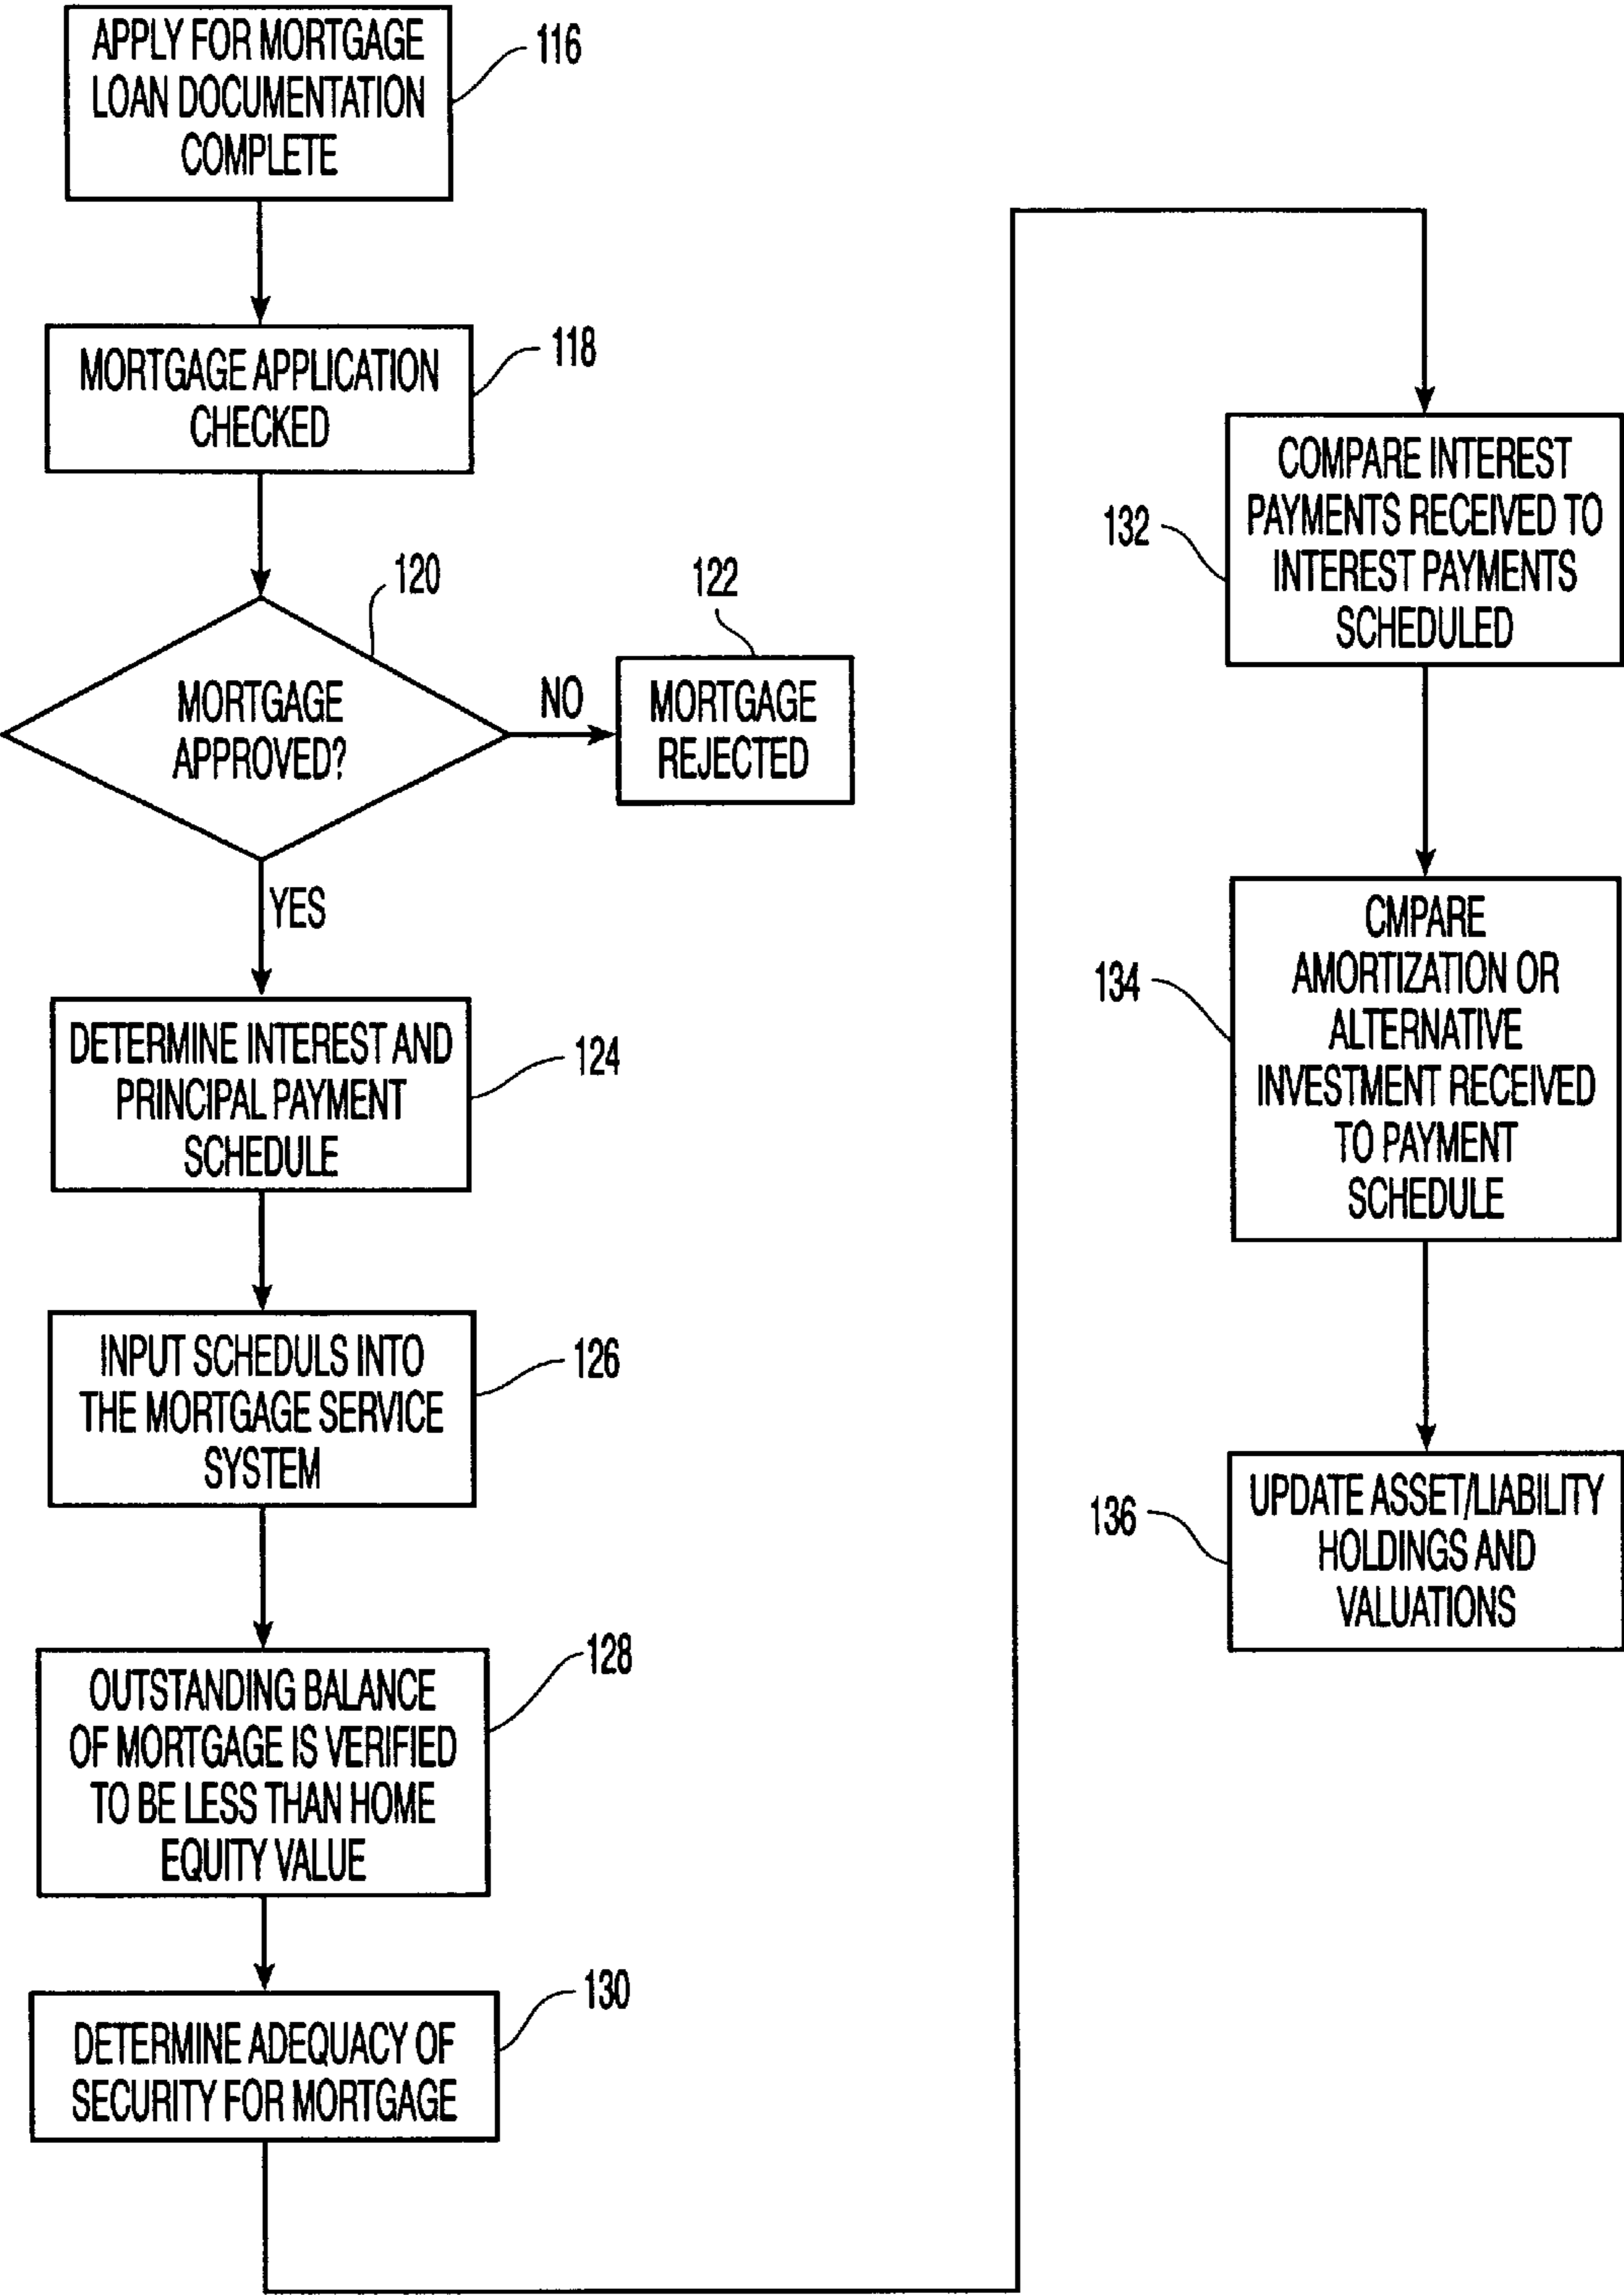 APPLY FOR MORTGAGE
LOAN DOCUMENTATION
COMPLETE
116
MORTGAGE APPLICATION
CHECKED
118
120
MORTGAGE
APPROVED?
NO
122
MORTGAGE
REJECTED
YES
DETERMINE INTEREST AND
PRINCIPAL PAYMENT
SCHEDULE
124
INPUT SCHEDULS INTO
THE MORTGAGE SERVICE
SYSTEM
126
OUTSTANDING BALANCE
OF MORTGAGE IS VERIFIED
TO BE LESS THAN HOME
EQUITY VALUE
128
DETERMINE ADEQUACY OF
SECURITY FOR MORTGAGE
130
COMPARE INTEREST
PAYMENTS RECEIVED TO
INTEREST PAYMENTS
SCHEDULED
132
CMPARE
AMORTIZATION OR
ALTERNATIVE
INVESTMENT RECEIVED
TO PAYMENT
SCHEDULE
134
UPDATE ASSET/LIABILITY
HOLDINGS AND
VALUATIONS
136